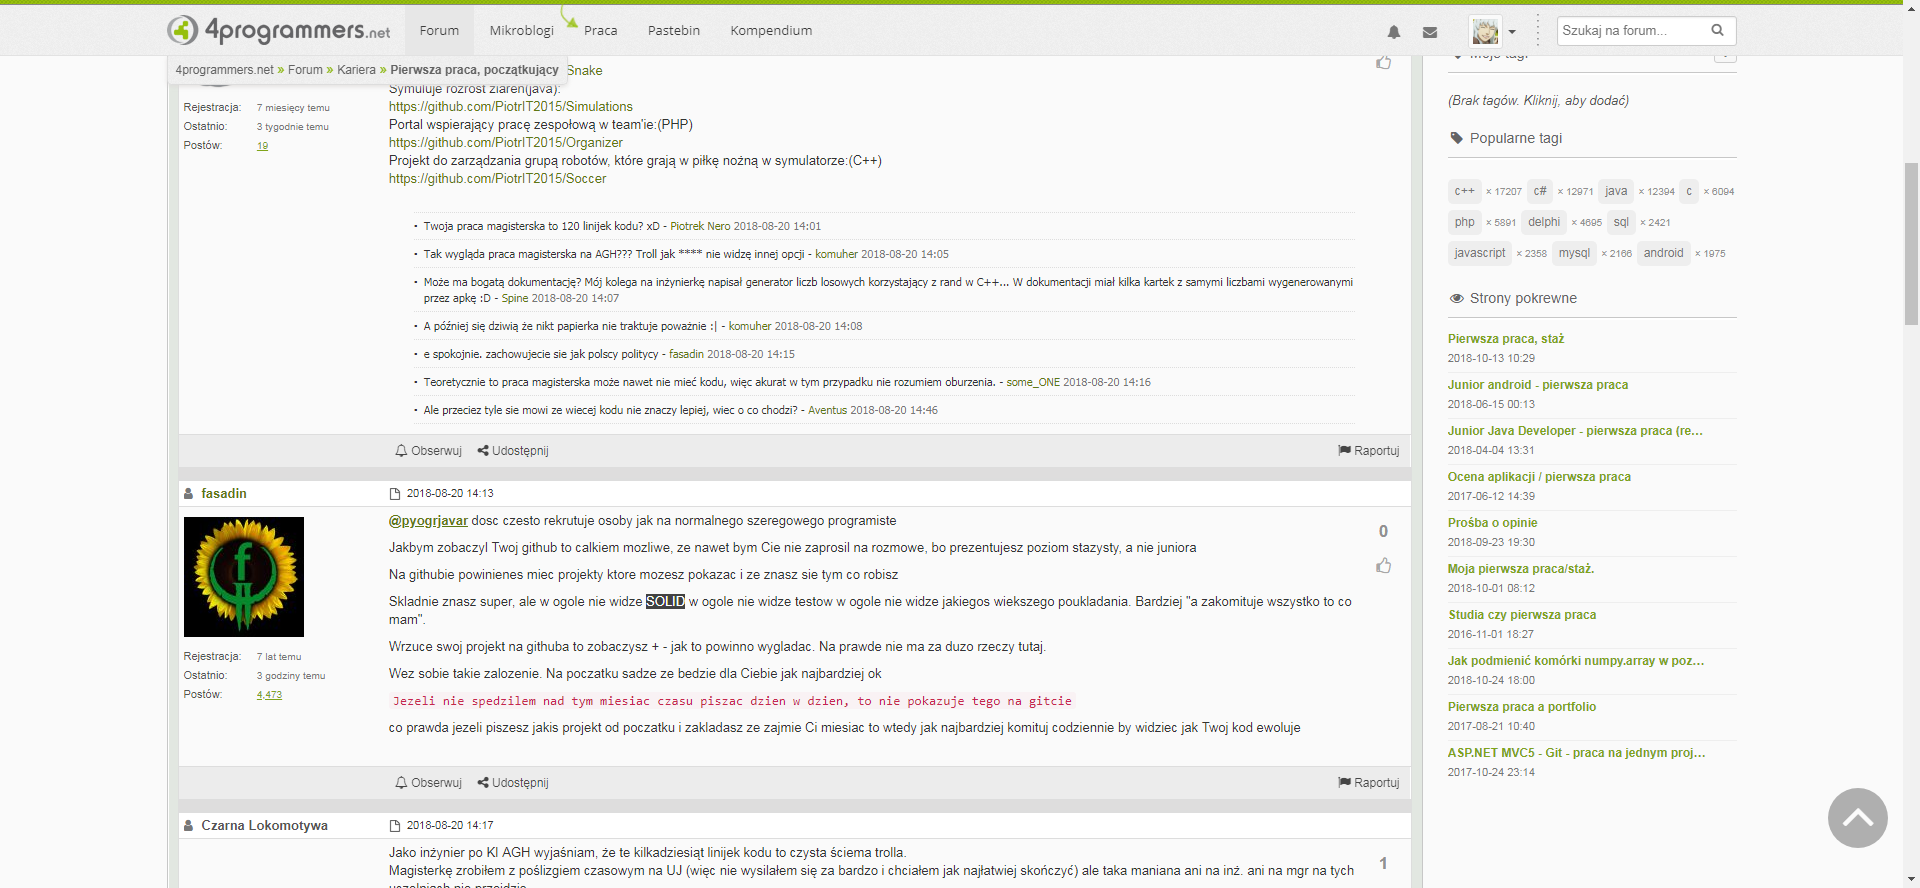 4programmers.net
Forum
Mikroblogi
Praca
Pastebin
Kompendium
Szukaj na forum...
4programmers.net » Forum » Kariera » Pierwsza praca, początkujący
Snake
Symuluje rozrost ziaren(java):
Rejestracja: 7 miesięcy temu
Ostatnio: 3 tygodnie temu
Postów: 19
https://github.com/PiotrIT2015/Simulations
Portal wspierający pracę zespołową w team'ie:(PHP)
https://github.com/PiotrIT2015/Organizer
Projekt do zarządzania grupą robotów, które grają w piłkę nożną w symulatorze:(C++)
https://github.com/PiotrIT2015/Soccer
• Twoja praca magisterska to 120 linijek kodu? xD - Piotrek Nero 2018-08-20 14:01
• Tak wygląda praca magisterska na AGH??? Troll jak **** nie widzę innej opcji - komuher 2018-08-20 14:05
• Może ma bogatą dokumentację? Mój kolega na inżynierkę napisał generator liczb losowych korzystający z rand w C++... W dokumentacji miał kilka kartek z samymi liczbami wygenerowanymi
przez apkę :D - Spine 2018-08-20 14:07
• A później się dziwią że nikt papierka nie traktuje poważnie :| - komuher 2018-08-20 14:08
• e spokojnie. zachowujecie sie jak polscy politycy - fasadin 2018-08-20 14:15
• Teoretycznie to praca magisterska może nawet nie mieć kodu, więc akurat w tym przypadku nie rozumiem oburzenia. - some_ONE 2018-08-20 14:16
• Ale przeciez tyle sie mowi ze wiecej kodu nie znaczy lepiej, wiec o co chodzi? - Aventus 2018-08-20 14:46
Obserwuj Udostępnij Raportuj
fasadin
2018-08-20 14:13
@pyogrjavar dosc czesto rekrutuje osoby jak na normalnego szeregowego programiste
0
Jakbym zobaczyl Twoj github to calkiem mozliwe, ze nawet bym Cie nie zaprosil na rozmowe, bo prezentujesz poziom stazysty, a nie juniora
Na githubie powinienes miec projekty ktore mozesz pokazac i ze znasz sie tym co robisz
Skladnie znasz super, ale w ogole nie widze SOLID w ogole nie widze testow w ogole nie widze jakiegos wiekszego poukladania. Bardziej "a zakomituje wszystko to co
mam".
Wrzuce swoj projekt na githuba to zobaczysz + - jak to powinno wygladac. Na prawde nie ma za duzo rzeczy tutaj.
Wez sobie takie zalozenie. Na poczatku sadze ze bedzie dla Ciebie jak najbardziej ok
Jezeli nie spedzilem nad tym miesiac czasu piszac dzien w dzien, to nie pokazuje tego na gitcie
co prawda jezeli piszesz jakis projekt od poczatku i zakladasz ze zajmie Ci miesiac to wtedy jak najbardziej komituj codziennie by widziec jak Twoj kod ewoluje
Rejestracja: 7 lat temu
Ostatnio: 3 godziny temu
Postów: 4,473
Obserwuj Udostępnij Raportuj
Czarna Lokomotywa
2018-08-20 14:17
Jako inżynier po KI AGH wyjaśniam, że te kilkadziesiąt linijek kodu to czysta ściema trolla.
1
Magisterkę zrobiłem z poślizgiem czasowym na UJ (więc nie wysilałem się za bardzo i chciałem jak najłatwiej skończyć) ale taka maniana ani na inż. ani na mgr na tych
uczelniach nie przejdzie
Moje tagi
(Brak tagów. Kliknij, aby dodać)
Popularne tagi
c++ × 17207 c# × 12971 java × 12394 c × 6094
php × 5891 delphi × 4695 sql × 2421
javascript × 2358 mysql × 2166 android × 1975
Strony pokrewne
Pierwsza praca, staż
2018-10-13 10:29
Junior android - pierwsza praca
2018-06-15 00:13
Junior Java Developer - pierwsza praca (re...
2018-04-04 13:31
Ocena aplikacji / pierwsza praca
2017-06-12 14:39
Prośba o opinie
2018-09-23 19:30
Moja pierwsza praca/staż.
2018-10-01 08:12
Studia czy pierwsza praca
2016-11-01 18:27
Jak podmienić komórki numpy.array w poz...
2018-10-24 18:00
Pierwsza praca a portfolio
2017-08-21 10:40
ASP.NET MVC5 - Git - praca na jednym proj...
2017-10-24 23:14